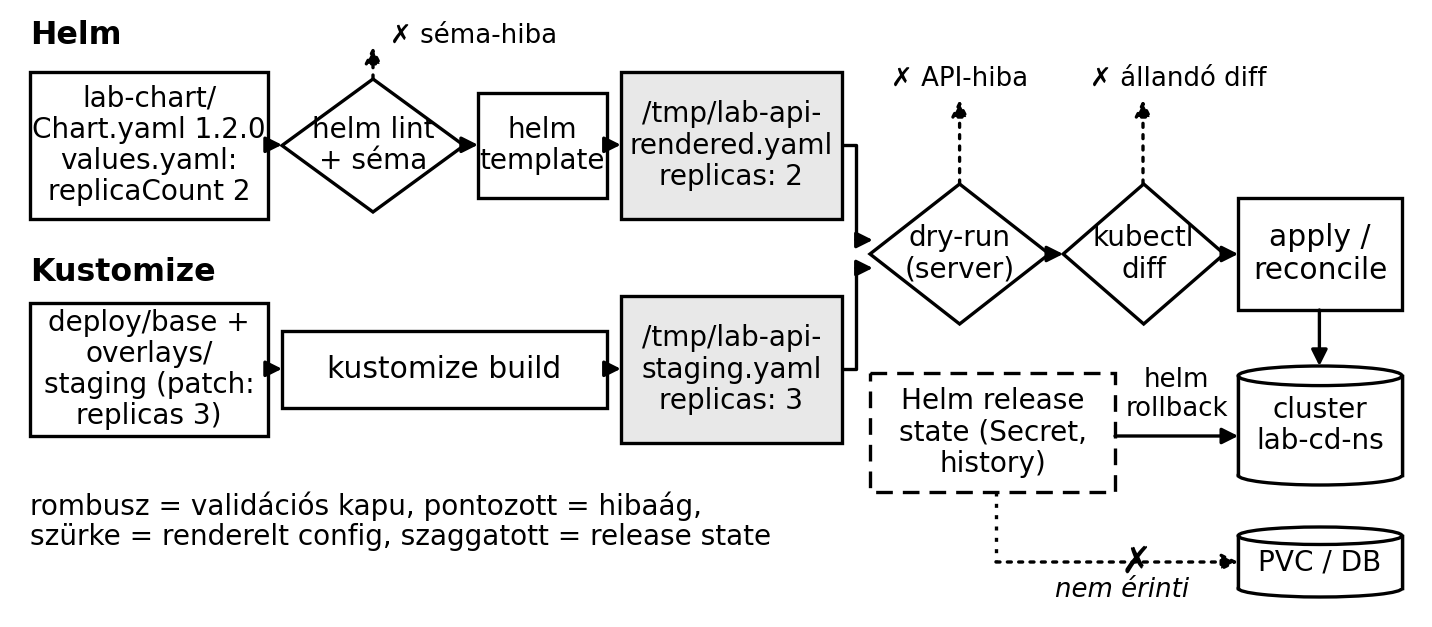 Helm
✗ séma-hiba
lab-chart/
Chart.yaml 1.2.0
values.yaml:
replicaCount 2
helm lint
+ séma
helm
template
/tmp/lab-api-
rendered.yaml
replicas: 2
✗ API-hiba
✗ állandó diff
dry-run
(server)
kubectl
diff
apply /
reconcile
Kustomize
deploy/base +
overlays/
staging (patch:
replicas 3)
kustomize build
/tmp/lab-api-
staging.yaml
replicas: 3
Helm release
state (Secret,
history)
helm
rollback
cluster
lab-cd-ns
✗
nem érinti
PVC / DB
rombusz = validációs kapu, pontozott = hibaág,
szürke = renderelt config, szaggatott = release state